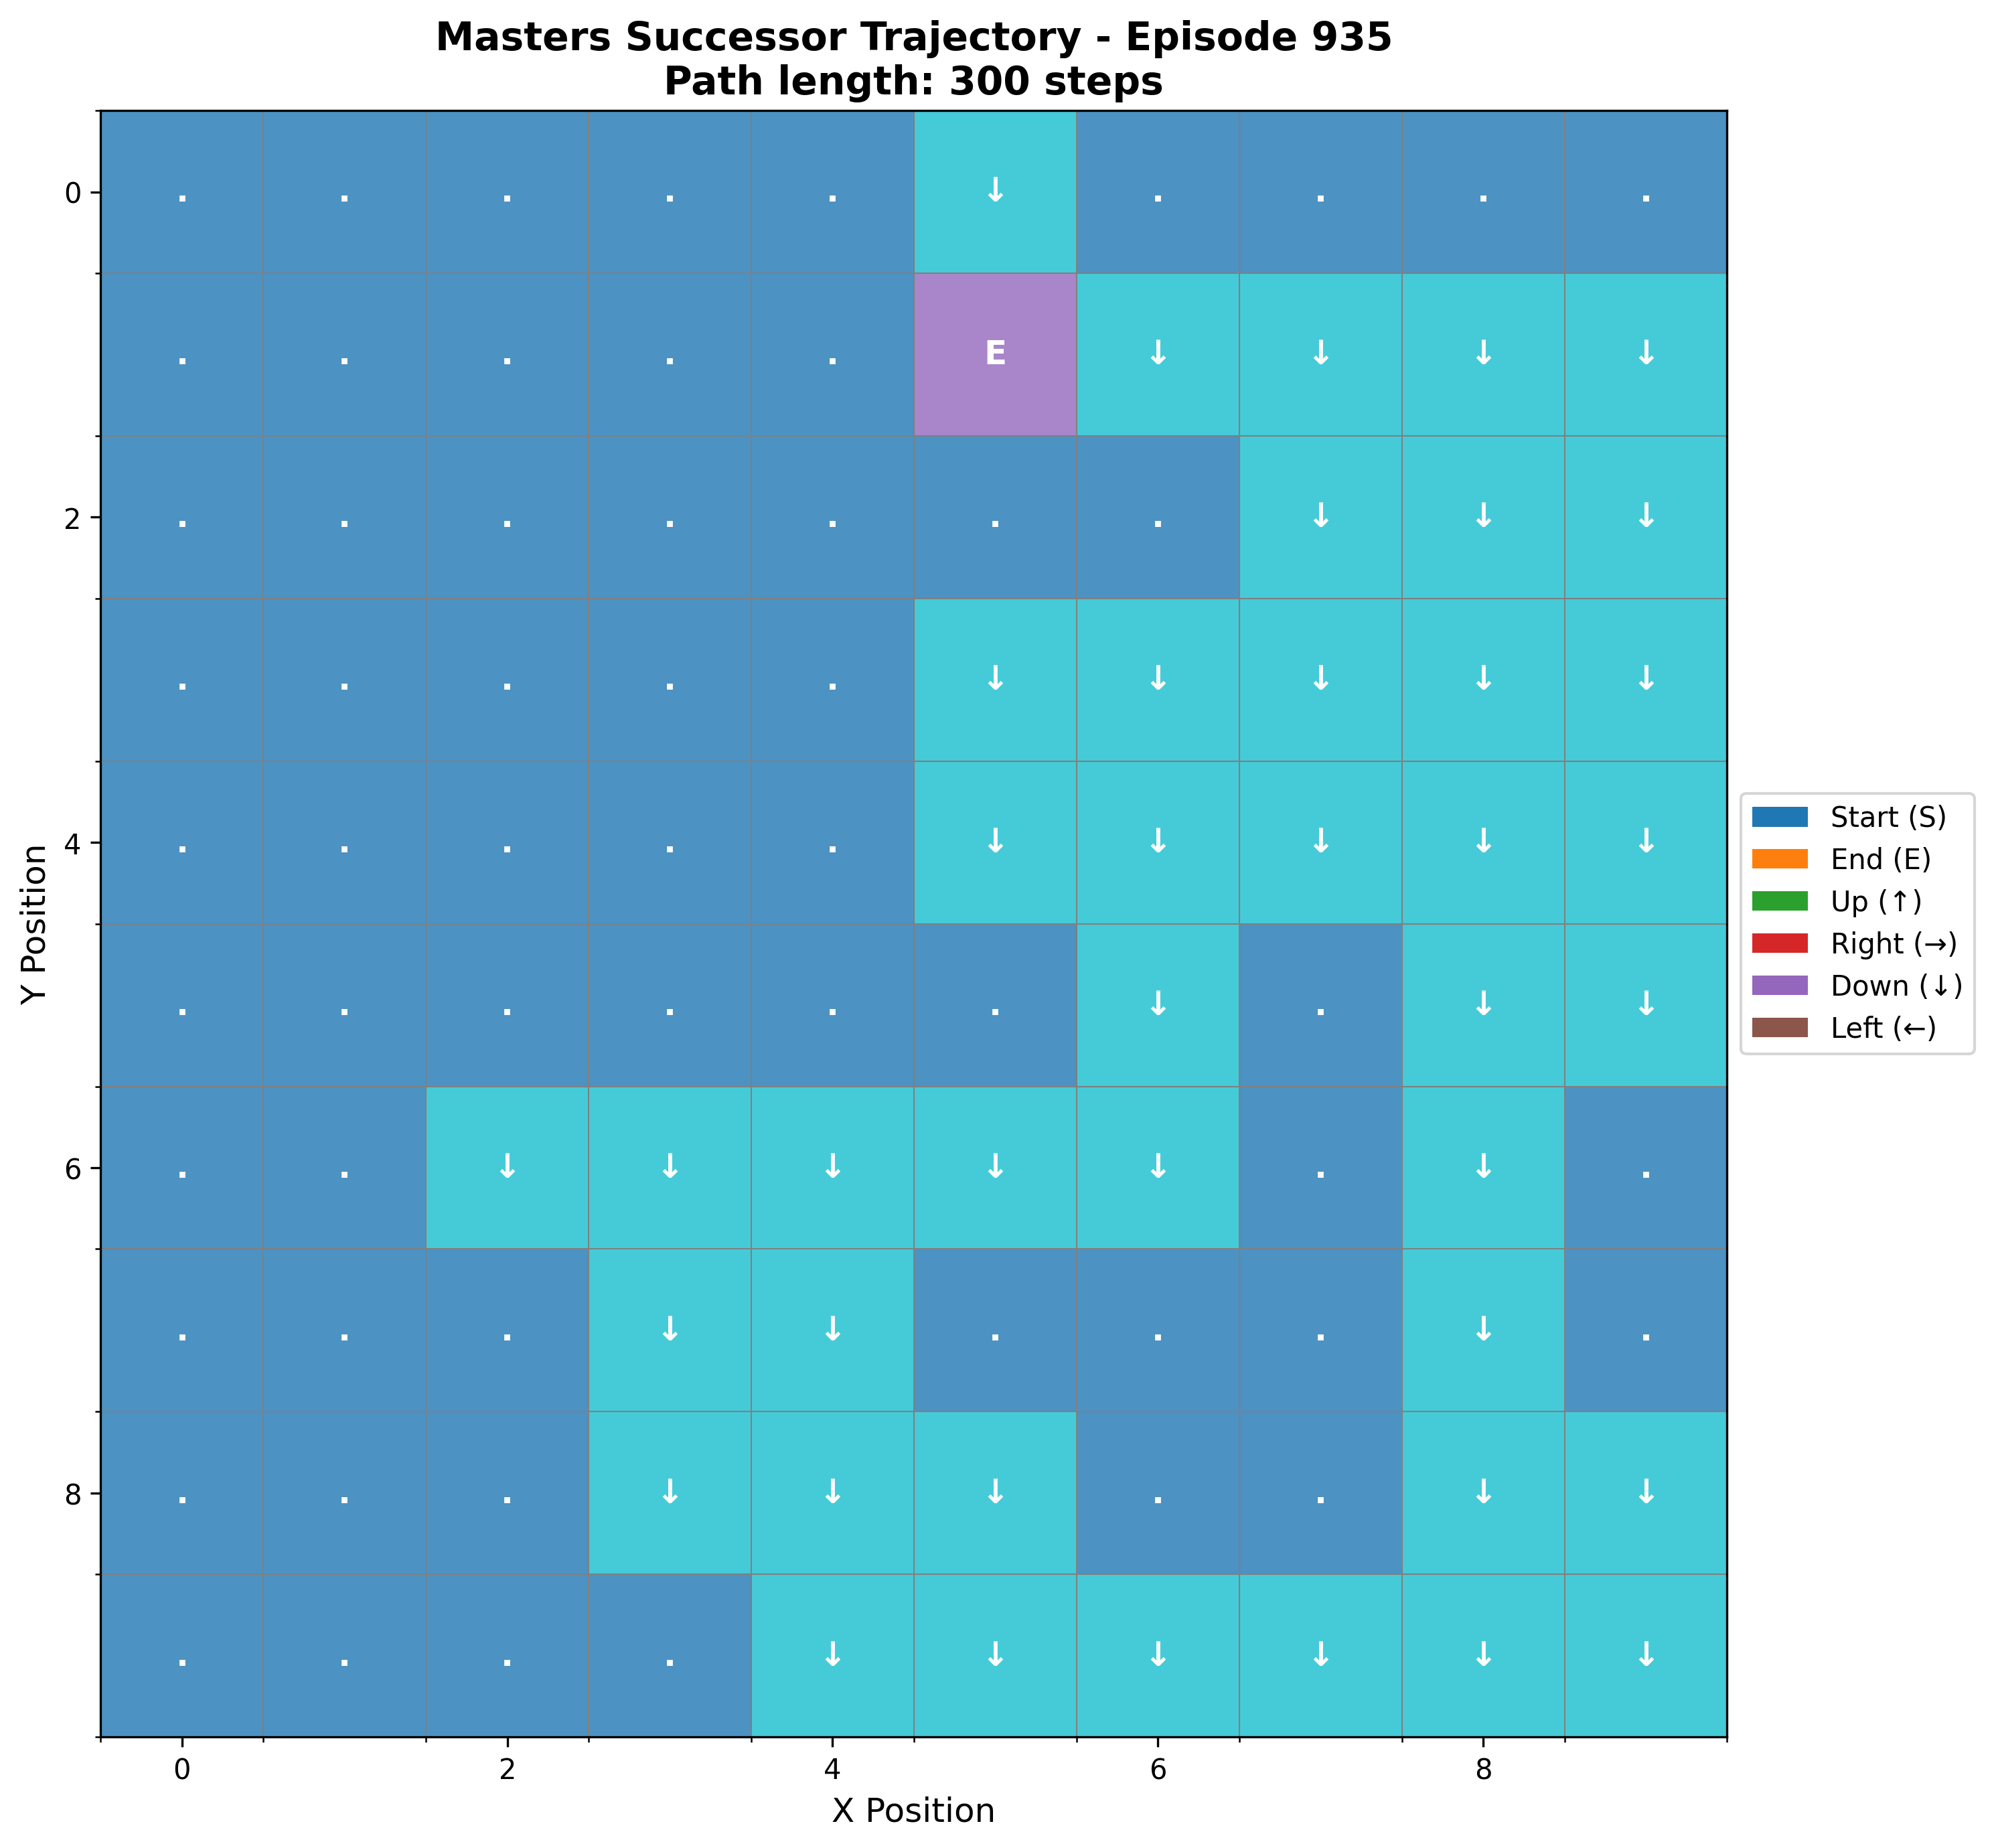 Masters Successor Trajectory - Episode 935
Path length: 300 steps
0 . . . . . ↓ . . . .
. . . . . E ↓ ↓ ↓ ↓
2 . . . . . . . ↓ ↓ ↓
. . . . . ↓ ↓ ↓ ↓ ↓
4 . . . . . ↓ ↓ ↓ ↓ ↓
. . . . . . ↓ . ↓ ↓
6 . . ↓ ↓ ↓ ↓ ↓ . ↓ .
. . . ↓ ↓ . . . ↓ .
8 . . . ↓ ↓ ↓ . . ↓ ↓
. . . . ↓ ↓ ↓ ↓ ↓ ↓
0 2 4 6 8
X Position
Y Position
Start (S)
End (E)
Up (↑)
Right (→)
Down (↓)
Left (←)